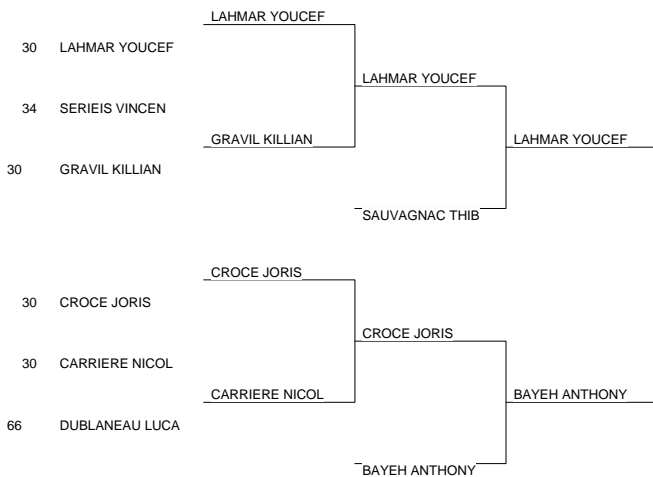 LAHMAR YOUCEF
30 LAHMAR YOUCEF
LAHMAR YOUCEF
34 SERIEIS VINCEN
GRAVIL KILLIAN
LAHMAR YOUCEF
30 GRAVIL KILLIAN
SAUVAGNAC THIB
CROCE JORIS
30 CROCE JORIS
CROCE JORIS
30 CARRIERE NICOL
CARRIERE NICOL
BAYEH ANTHONY
66 DUBLANEAU LUCA
BAYEH ANTHONY